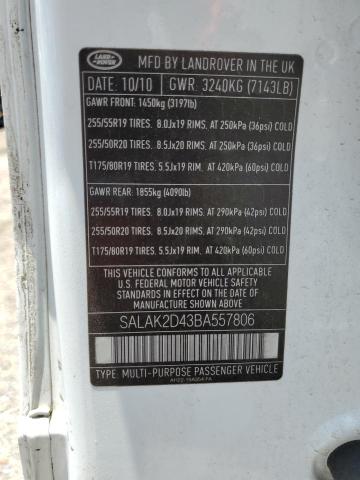 LAND ROVER
MFD BY LANDROVER IN THE UK
DATE: 10/10 GWR: 3240KG (7143LB)
GAWR FRONT: 1450kg (3197lb)
255/55R19 TIRES. 8.0Jx19 RIMS, AT 250kPa (36psi) COLD
255/50R20 TIRES. 8.5Jx20 RIMS, AT 250kPa (36psi) COLD
T175/80R19 TIRES. 5.5Jx19 RIM, AT 420kPa (60psi) COLD
GAWR REAR: 1855kg (4090lb)
255/55R19 TIRES. 8.0Jx19 RIMS, AT 290kPa (42psi) COLD
255/50R20 TIRES. 8.5Jx20 RIMS, AT 290kPa (42psi) COLD
T175/80R19 TIRES. 5.5Jx19 RIM, AT 420kPa (60psi) COLD
THIS VEHICLE CONFORMS TO ALL APPLICABLE
U.S. FEDERAL MOTOR VEHICLE SAFETY
STANDARDS IN EFFECT ON THE DATE OF
MANUFACTURE SHOWN ABOVE
SALAK2D43BA557806
TYPE: MULTI-PURPOSE PASSENGER VEHICLE